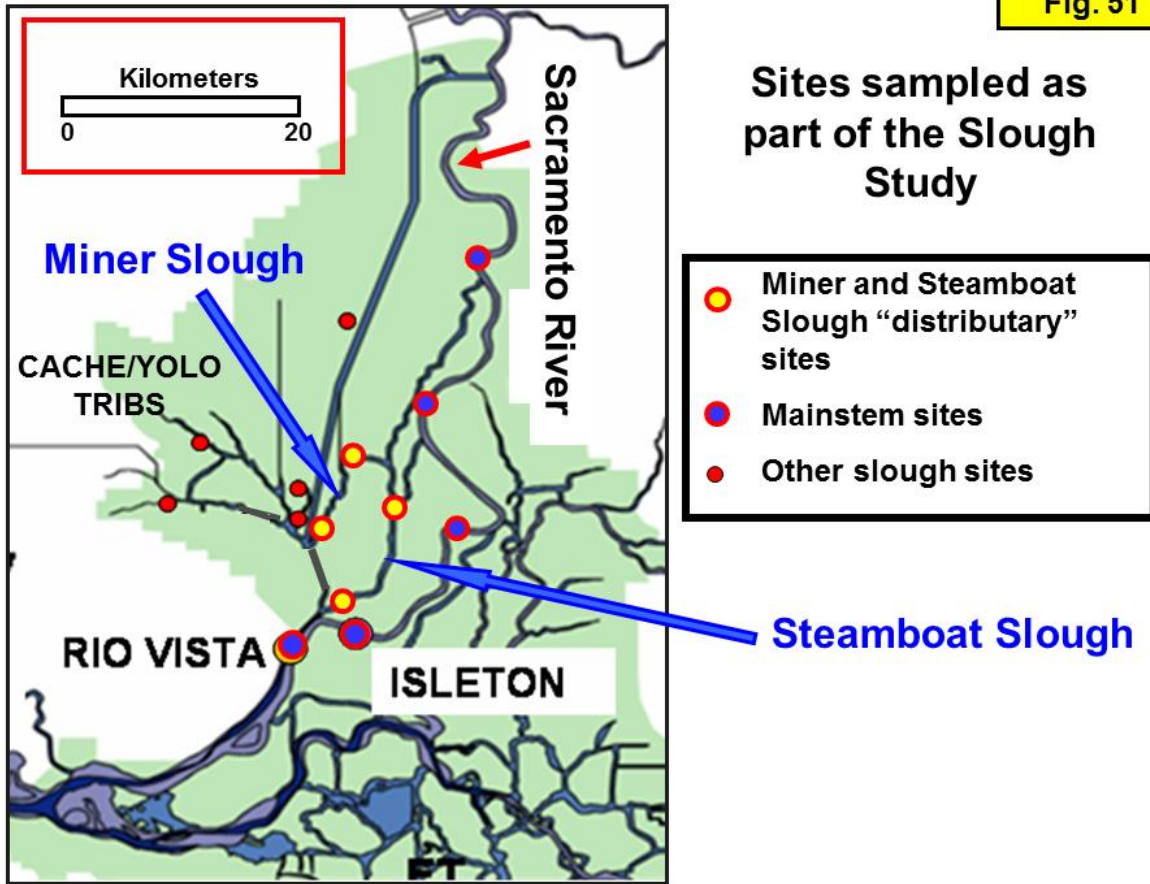 Fig. 51
Kilometers
0 20
Sacramento River
Sites sampled as
part of the Slough
Study
Miner Slough
CACHE/YOLO
TRIBS
Miner and Steamboat
Slough “distributary”
sites
Mainstem sites
Other slough sites
Steamboat Slough
RIO VISTA
ISLETON